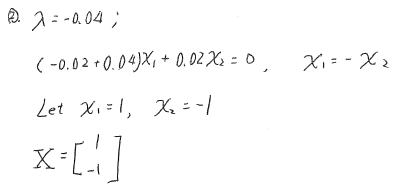 ②. λ = -0.04 ;
(-0.02 + 0.04)X₁ + 0.02X₂ = 0 , X₁ = - X₂
Let X₁ = 1, X₂ = -1
X = [1
-1]